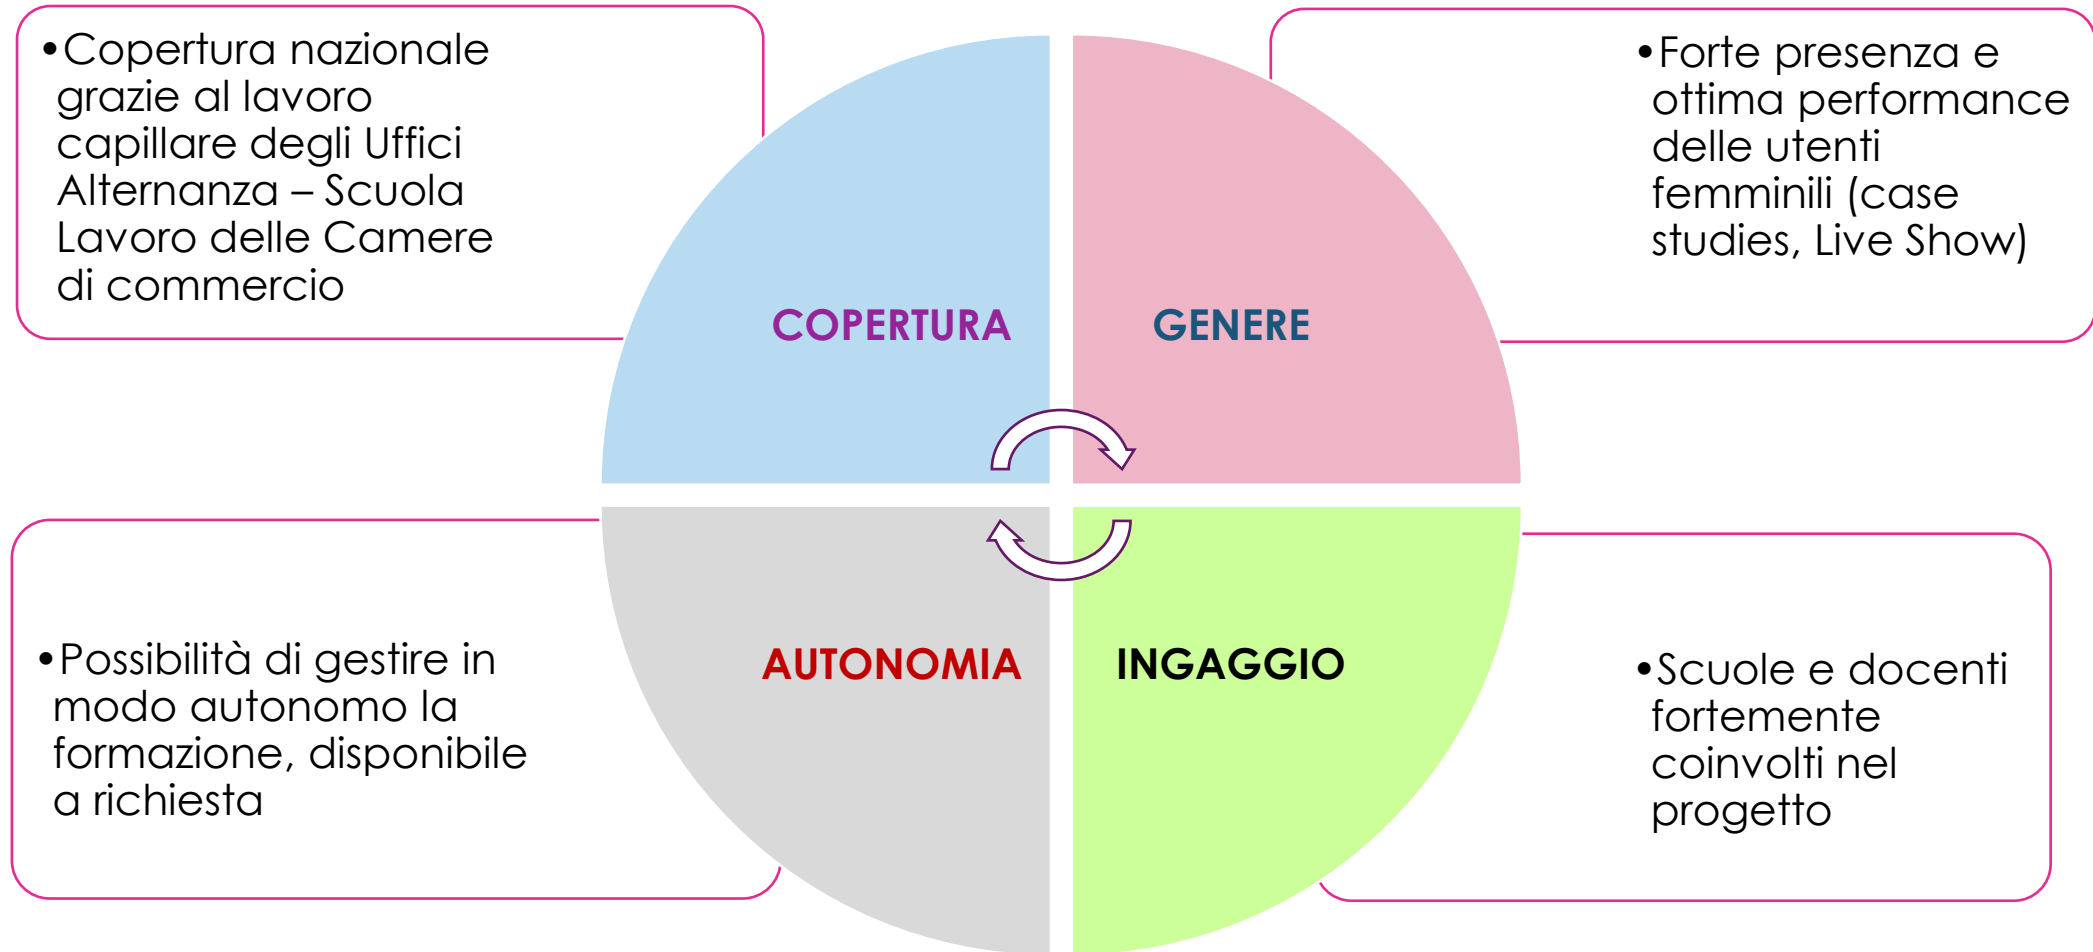 •Copertura nazionale
grazie al lavoro
capillare degli Uffici
Alternanza – Scuola
Lavoro delle Camere
di commercio
•Forte presenza e
ottima performance
delle utenti
femminili (case
studies, Live Show)
COPERTURA
GENERE
AUTONOMIA
INGAGGIO
•Possibilità di gestire in
modo autonomo la
formazione, disponibile
a richiesta
•Scuole e docenti
fortemente
coinvolti nel
progetto